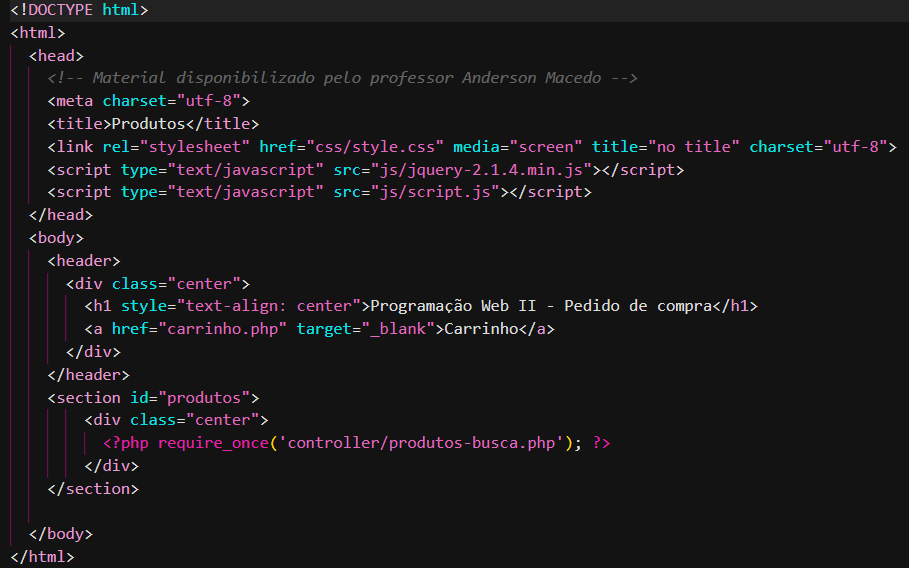 <!DOCTYPE html>
<html>
<head>
<!-- Material disponibilizado pelo professor Anderson Macedo -->
<meta charset="utf-8">
<title>Produtos</title>
<link rel="stylesheet" href="css/style.css" media="screen" title="no title" charset="utf-8">
<script type="text/javascript" src="js/jquery-2.1.4.min.js"></script>
<script type="text/javascript" src="js/script.js"></script>
</head>
<body>
<header>
<div class="center">
<h1 style="text-align: center">Programação Web II - Pedido de compra</h1>
<a href="carrinho.php" target="_blank">Carrinho</a>
</div>
</header>
<section id="produtos">
<div class="center">
<?php require_once('controller/produtos-busca.php'); ?>
</div>
</section>
</body>
</html>